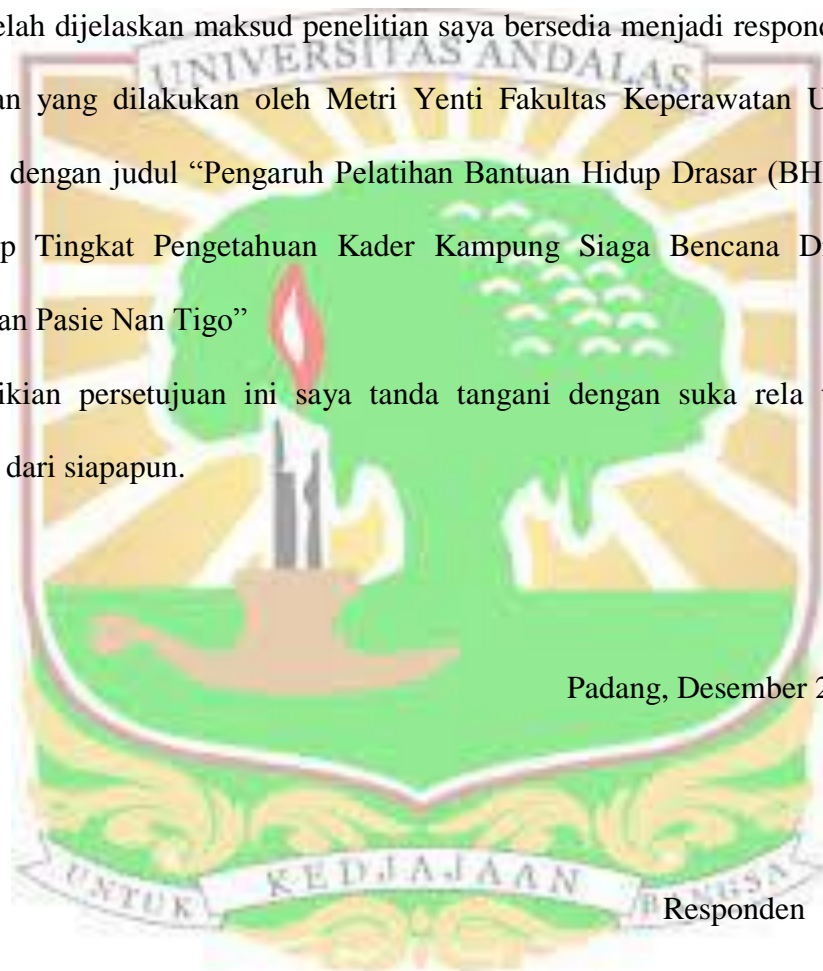 elah dijelaskan maksud penelitian saya bersedia menjadi respond
UNIVERSITAS ANDALAS
an yang dilakukan oleh Metri Yenti Fakultas Keperawatan U
dengan judul “Pengaruh Pelatihan Bantuan Hidup Drasar (BH
p Tingkat Pengetahuan Kader Kampung Siaga Bencana D
an Pasie Nan Tigo”
ikian persetujuan ini saya tanda tangani dengan suka rela
dari siapapun.
Padang, Desember 2
UNTUK KEDJAJAAN BANGSA
Responden